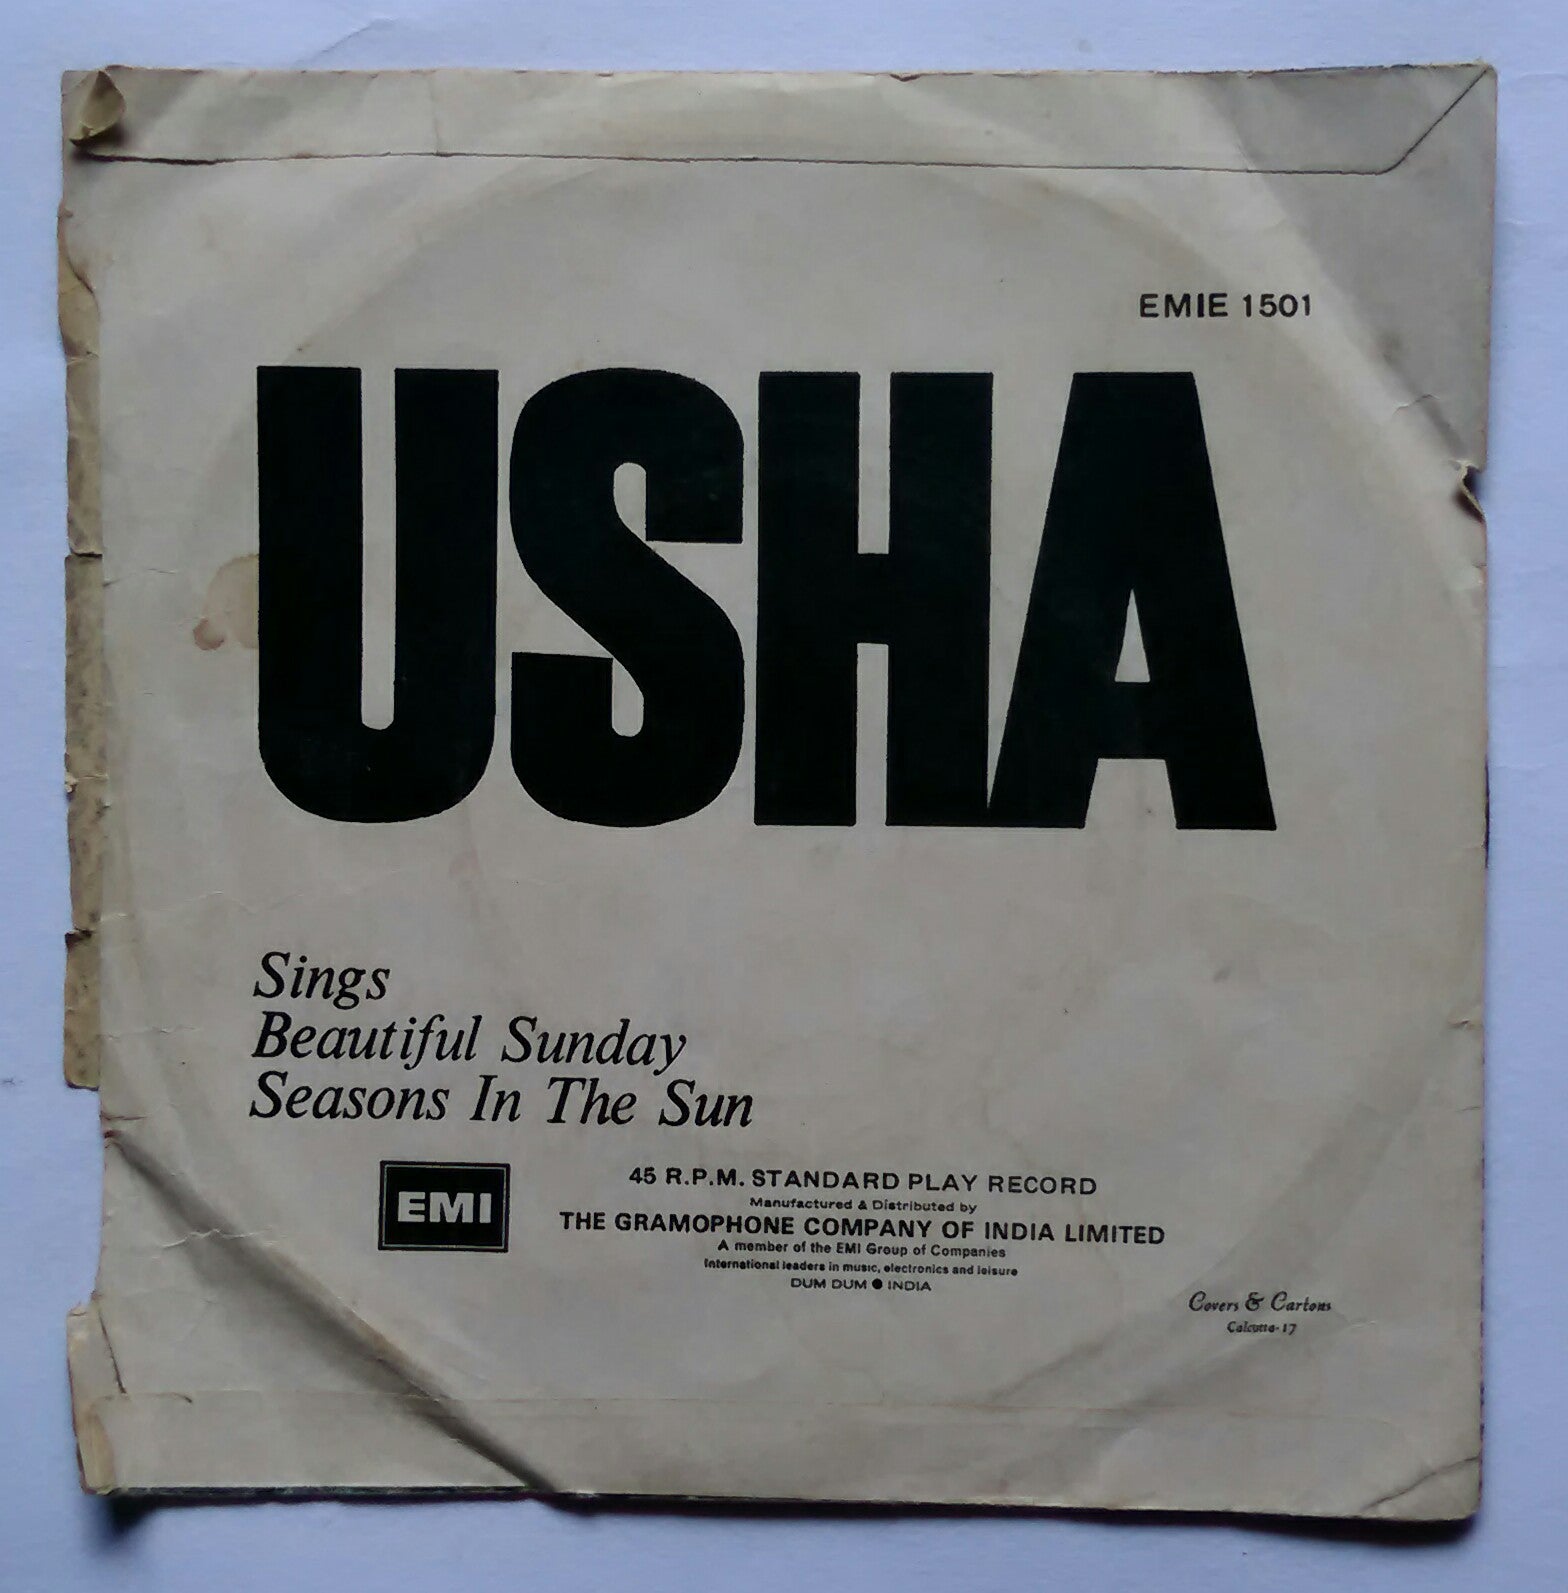 EMIE 1501
USHA
Sings
Beautiful Sunday
Seasons In The Sun
EMI
45 R.P.M. STANDARD PLAY RECORD
Manufactured & Distributed by
THE GRAMOPHONE COMPANY OF INDIA LIMITED
A member of the EMI Group of Companies
International leaders in music, electronics and leisure
DUM DUM ● INDIA
Covers & Cartons
Calcutta-17